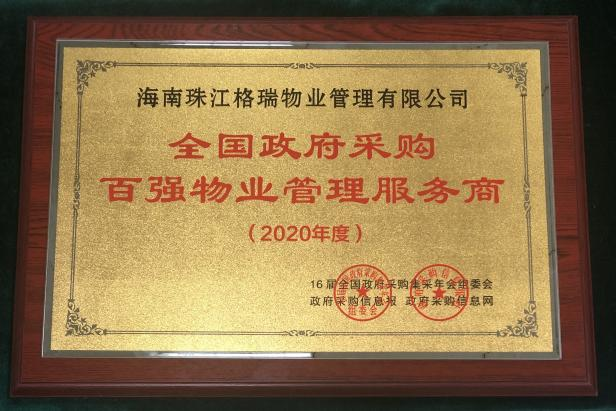 海南珠江格瑞物业管理有限公司
全国政府采购
百强物业管理服务商
（2020年度）
16届全国政府采购集采年会组委会
政府采购信息报 政府采购信息网
组委会